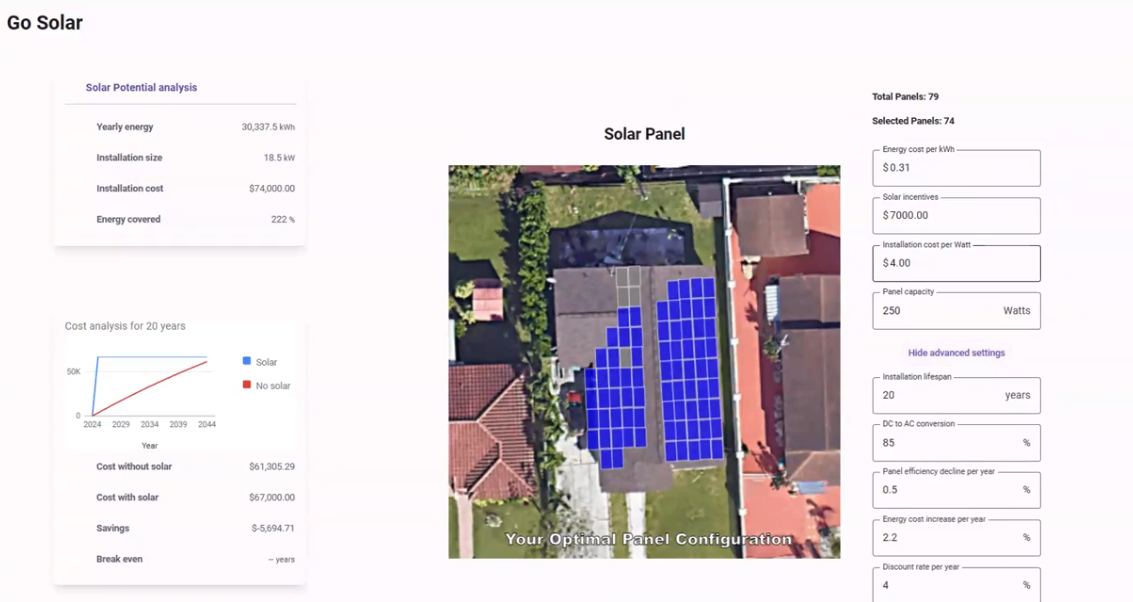 Go Solar
Solar Potential analysis
Yearly energy 30,337.5 kWh
Installation size 18.5 kW
Installation cost $74,000.00
Energy covered 222 %
Cost analysis for 20 years
50K
0
2024 2029 2034 2039 2044
Year
Solar
No solar
Cost without solar $61,305.29
Cost with solar $67,000.00
Savings $-5,694.71
Break even -- years
Solar Panel
Your Optimal Panel Configuration
Total Panels: 79
Selected Panels: 74
Energy cost per kWh
$ 0.31
Solar incentives
$ 7000.00
Installation cost per Watt
$ 4.00
Panel capacity
250 Watts
Hide advanced settings
Installation lifespan
20 years
DC to AC conversion
85 %
Panel efficiency decline per year
0.5 %
Energy cost increase per year
2.2 %
Discount rate per year
4 %